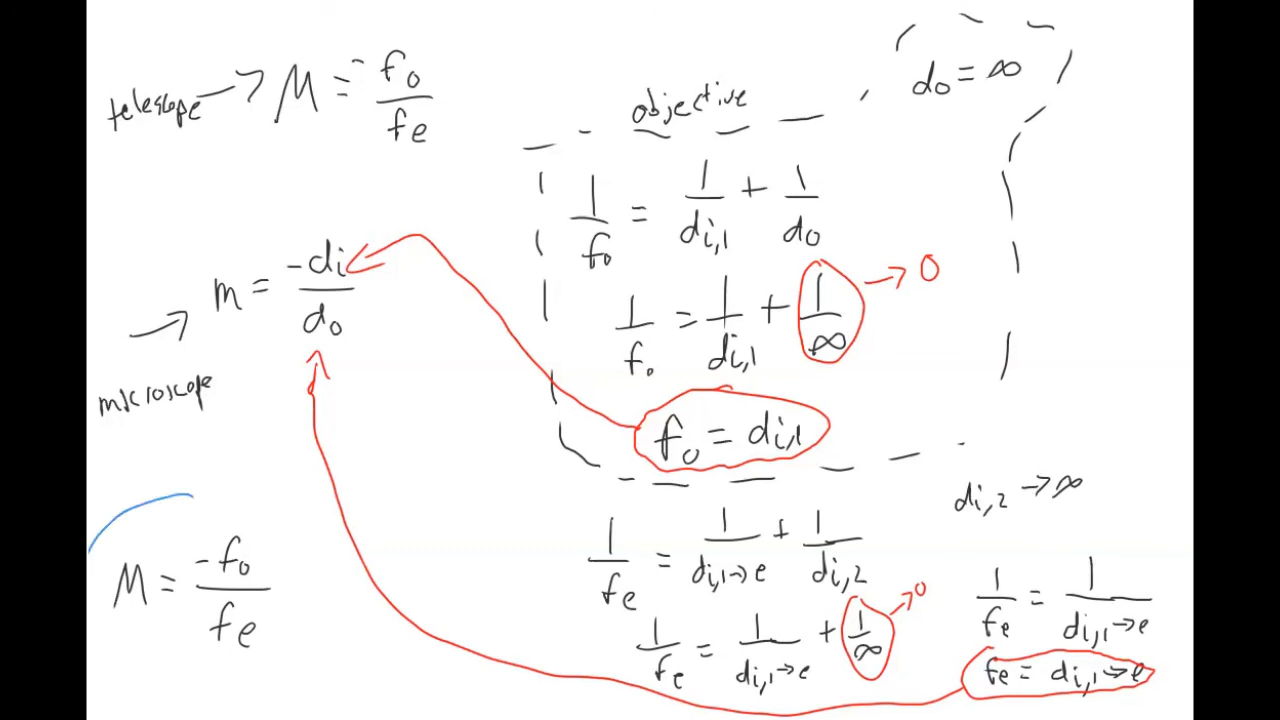 telescope → M = - f₀/fe
objective
d₀ = ∞
1/f₀ = 1/di,1 + 1/d₀
m = -di/d₀
1/f₀ = 1/di,1 + 1/∞ → 0
→ microscope
f₀ = di,1
di,2 → ∞
1/fe = 1/di,1→e + 1/di,2
M = -f₀/fe
1/fe = 1/di,1→e
1/fe = 1/di,1→e + 1/∞ → 0
fe = di,1→e